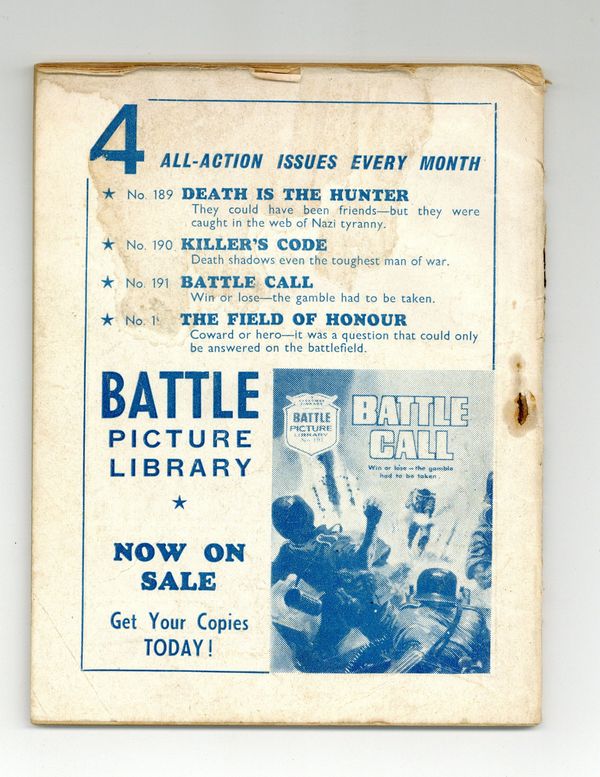 4
ALL-ACTION ISSUES EVERY MONTH
★ No. 189 DEATH IS THE HUNTER
They could have been friends—but they were
caught in the web of Nazi tyranny.
★ No. 190 KILLER'S CODE
Death shadows even the toughest man of war.
★ No. 191 BATTLE CALL
Win or lose—the gamble had to be taken.
★ No. THE FIELD OF HONOUR
Coward or hero—it was a question that could only
be answered on the battlefield.
BATTLE
PICTURE
LIBRARY
★
NOW ON
SALE
Get Your Copies
TODAY!
BATTLE
PICTURE
LIBRARY
No 191
BATTLE
CALL
Win or lose – the gamble
had to be taken.